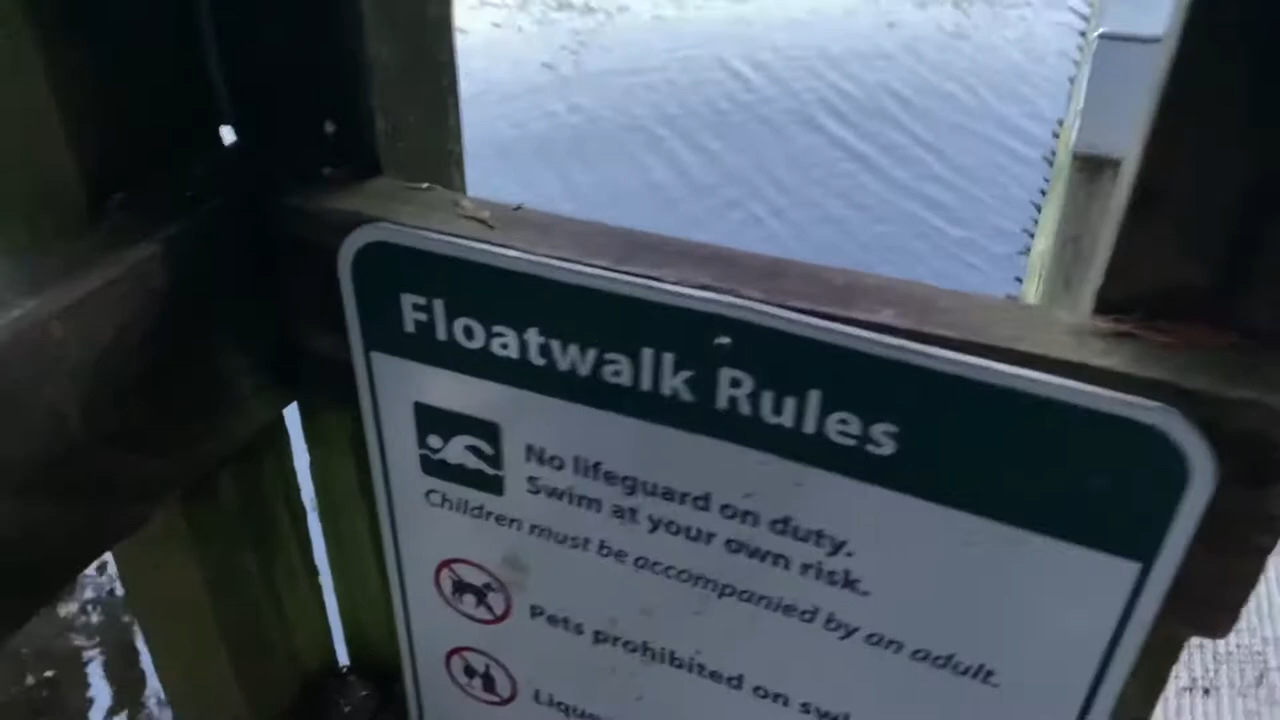 Floatwalk Rules
No lifeguard on duty.
Swim at your own risk.
Children must be accompanied by an adult.
Pets prohibited on